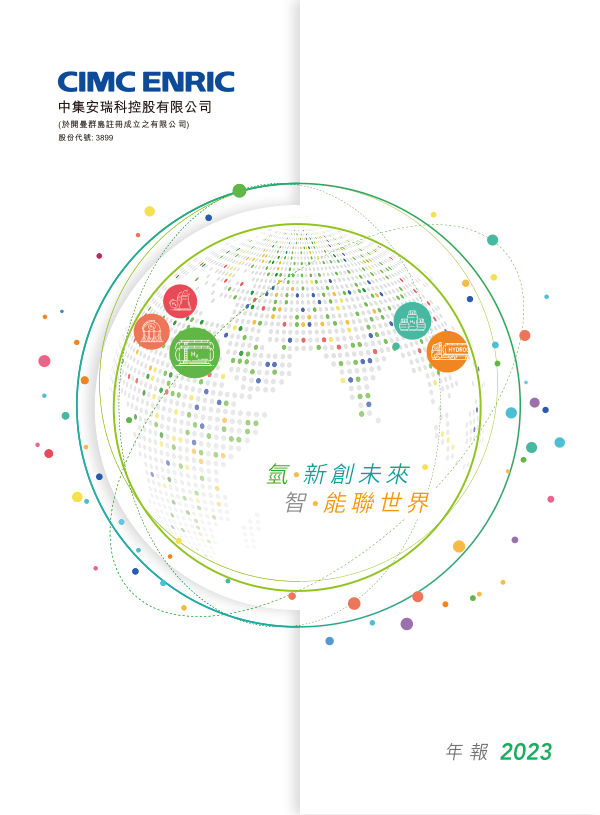 CIMC ENRIC
中集安瑞科控股有限公司
(於開曼群島註冊成立之有限公司)
股份代號: 3899
H₂
HYDROG
氫•新創未來
智•能聯世界
年報 2023